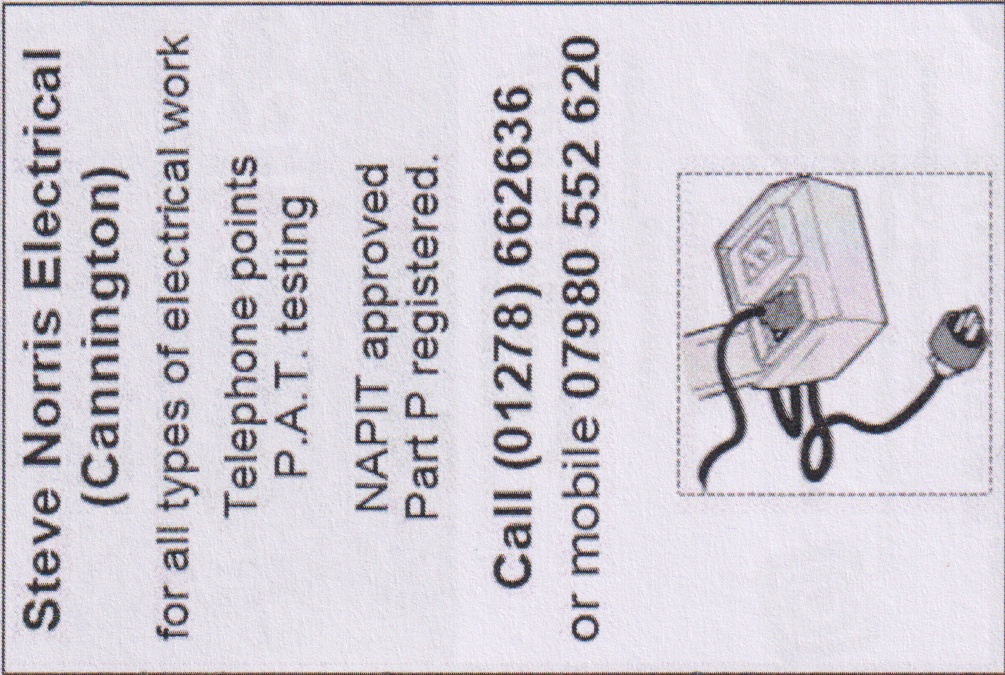 Steve Norris Electrical
(Cannington)
for all types of electrical work
Telephone points
P.A.T. testing
NAPIT approved
Part P registered.
Call (01278) 662636
or mobile 07980 552 620